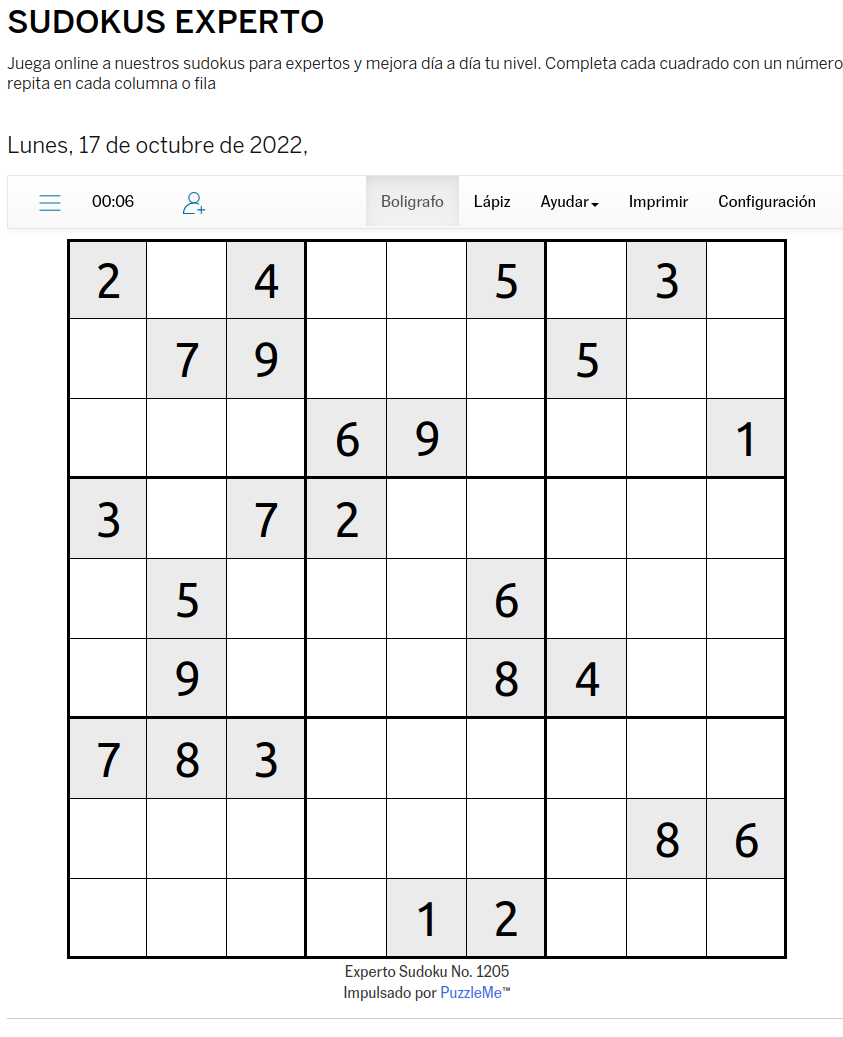 SUDOKUS EXPERTO
Juega online a nuestros sudokus para expertos y mejora día a día tu nivel. Completa cada cuadrado con un número
repita en cada columna o fila
Lunes, 17 de octubre de 2022,
00:06 Boligrafo Lápiz Ayudar Imprimir Configuración
2 4 5 3
7 9 5
6 9 1
3 7 2
5 6
9 8 4
7 8 3
8 6
1 2
Experto Sudoku No. 1205
Impulsado por PuzzleMe™